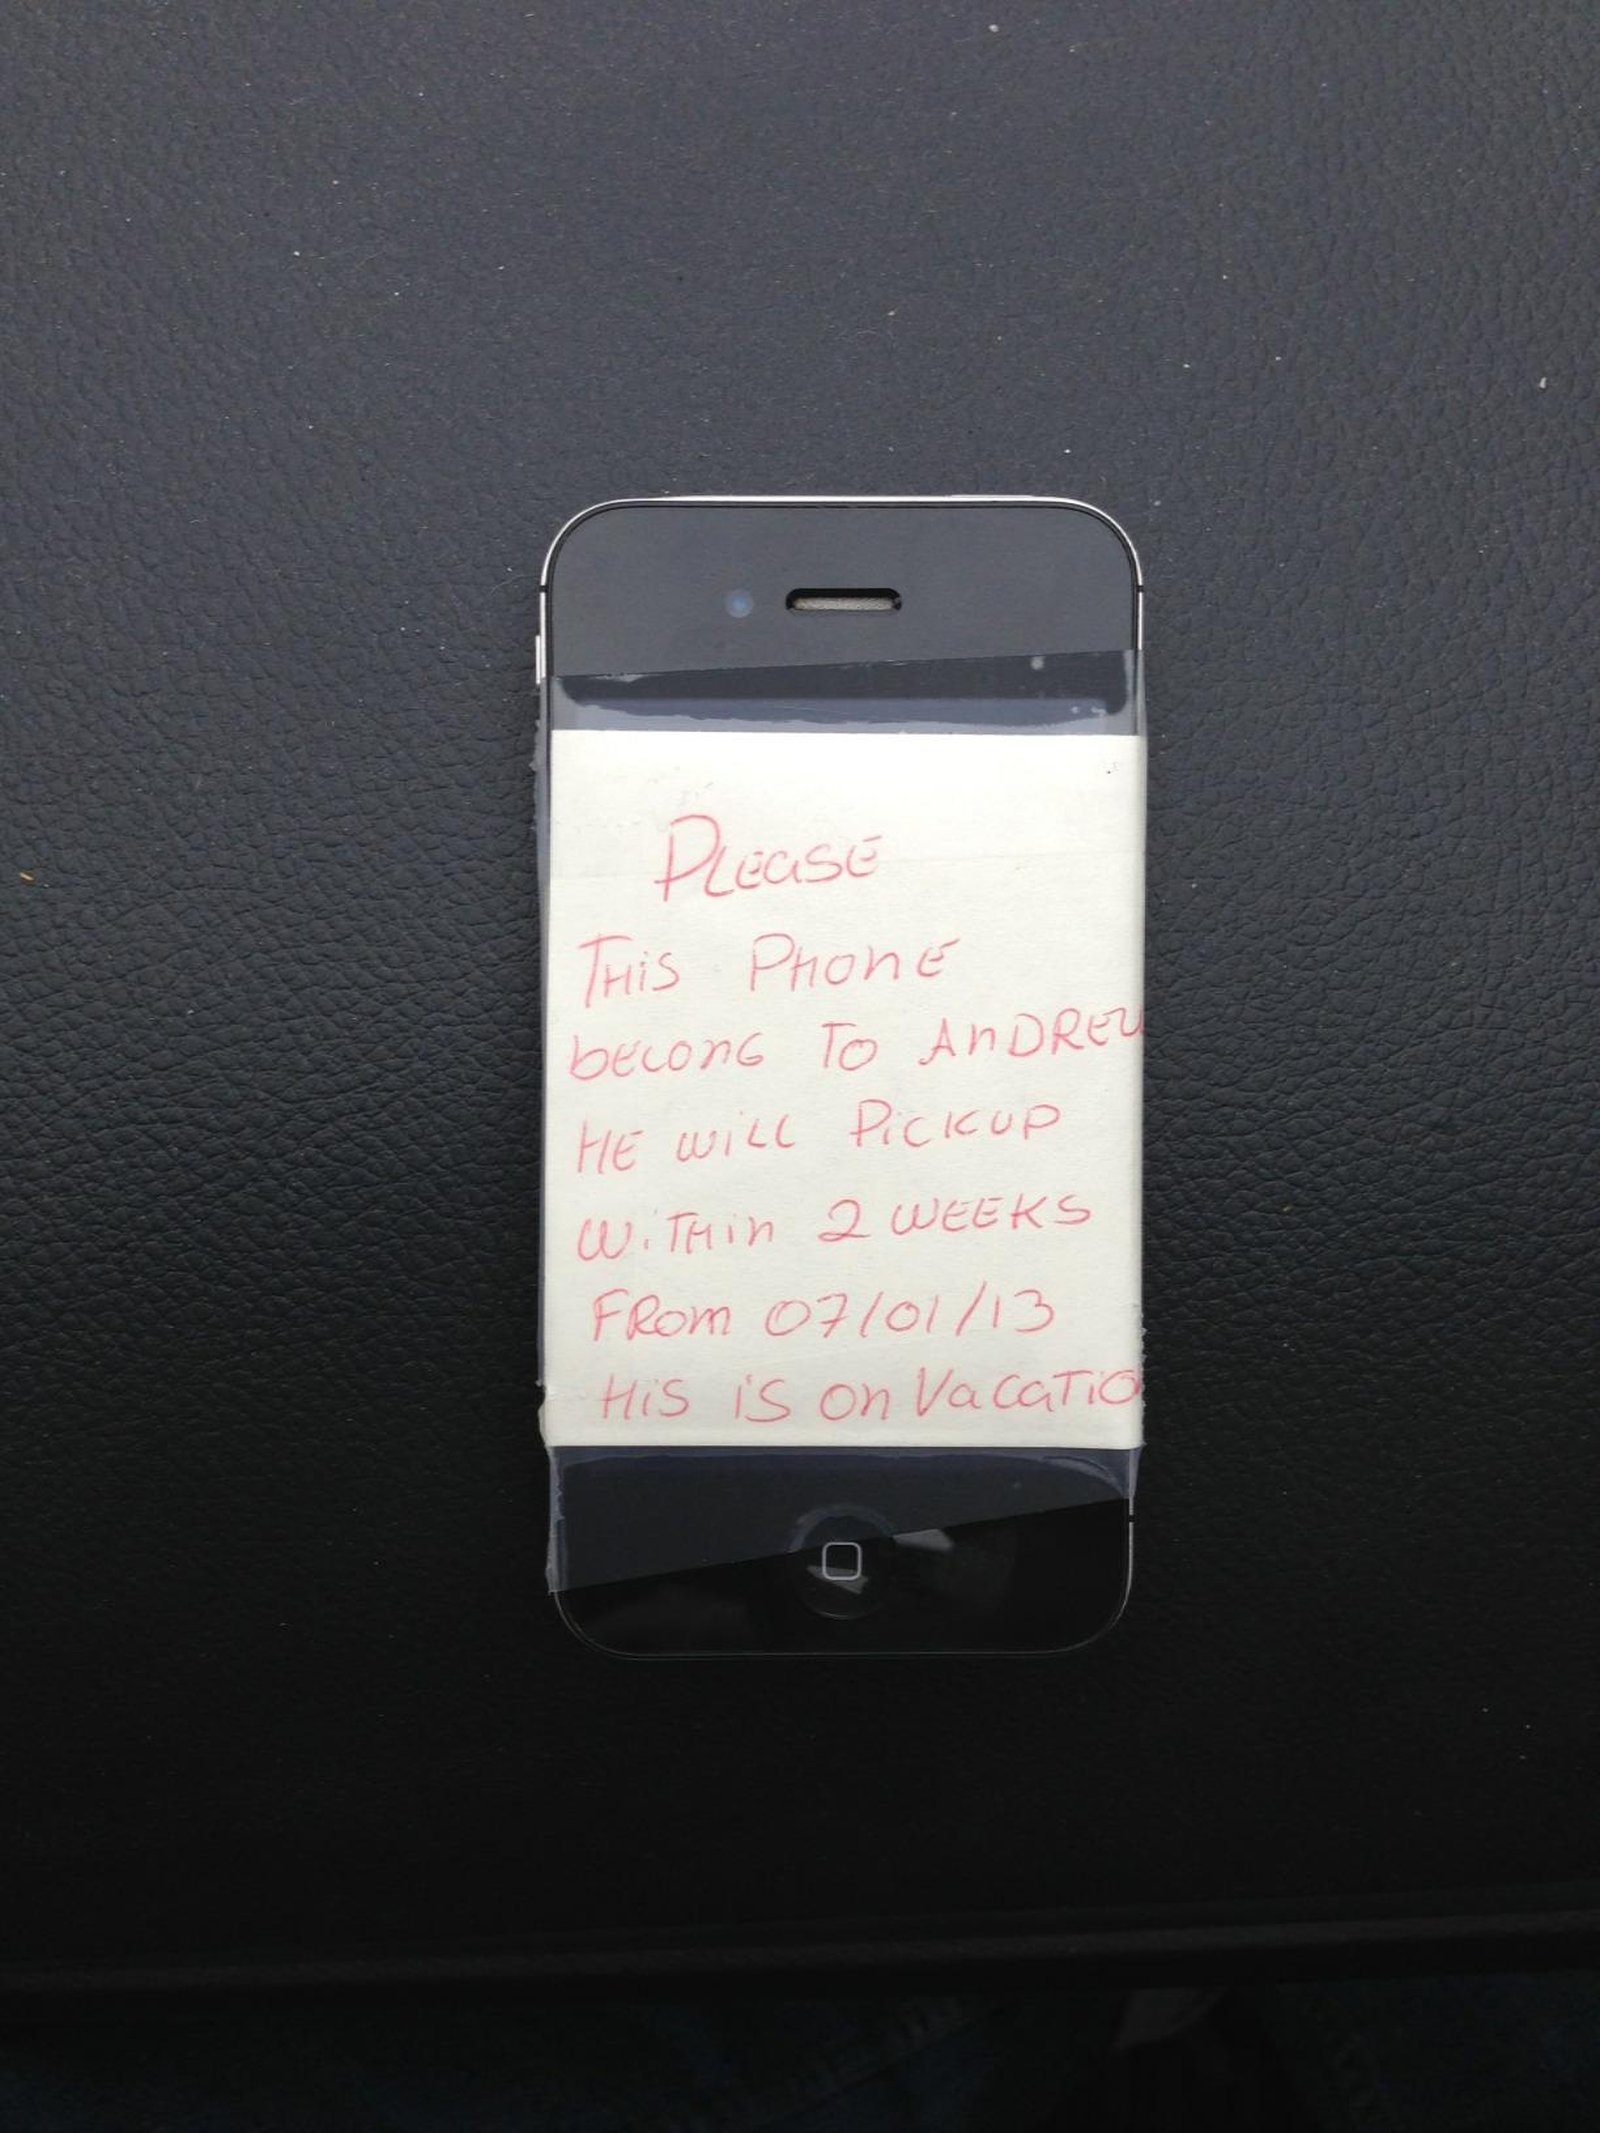 Please
This Phone
belong To Andrew
He will Pickup
within 2 weeks
From 07/01/13
His is on Vacatio